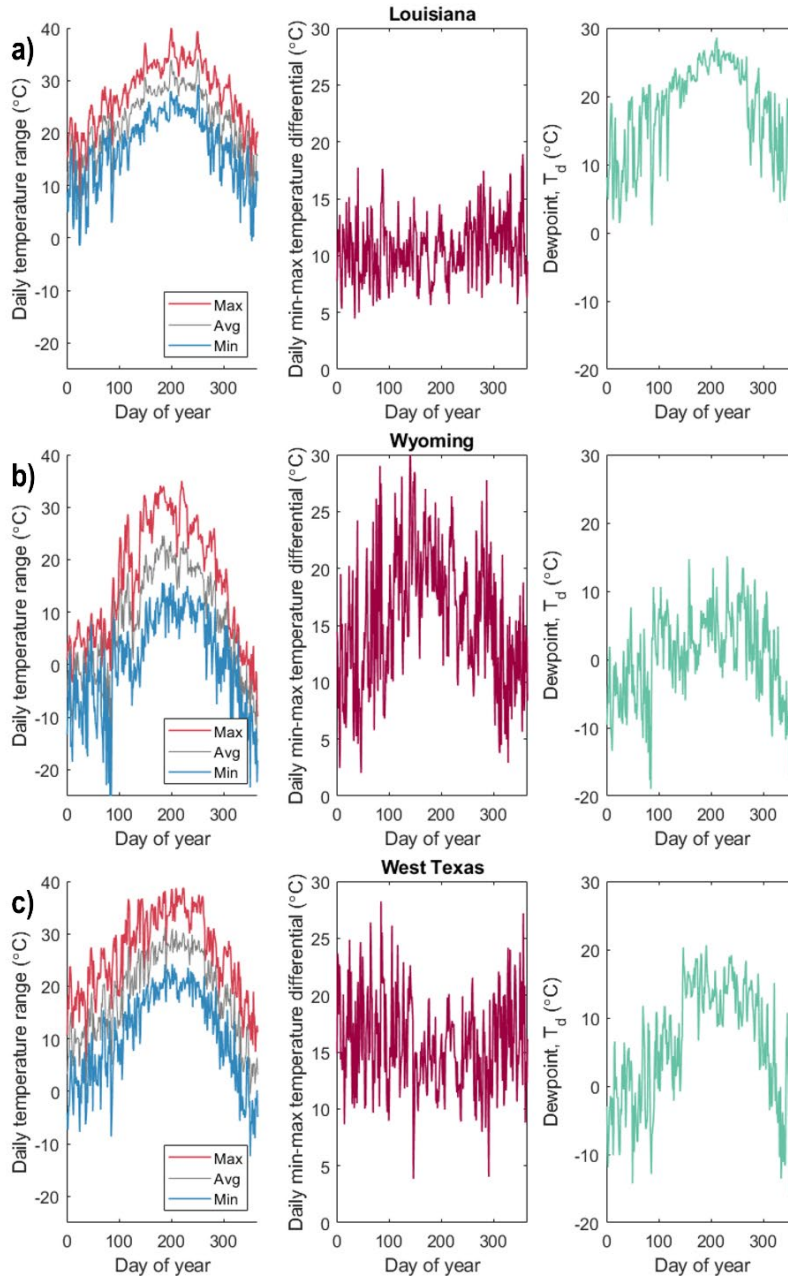 a)
Louisiana
Daily temperature range (°C)
40
30
20
10
0
-10
-20
Max
Avg
Min
0 100 200 300
Day of year
Daily min-max temperature differential (°C)
30
25
20
15
10
5
0
0 100 200 300
Day of year
Dewpoint, T_d (°C)
30
20
10
0
-10
-20
0 100 200 300
Day of year
b)
Wyoming
Daily temperature range (°C)
40
30
20
10
0
-10
-20
Max
Avg
Min
0 100 200 300
Day of year
Daily min-max temperature differential (°C)
30
25
20
15
10
5
0
0 100 200 300
Day of year
Dewpoint, T_d (°C)
30
20
10
0
-10
-20
0 100 200 300
Day of year
c)
West Texas
Daily temperature range (°C)
40
30
20
10
0
-10
-20
Max
Avg
Min
0 100 200 300
Day of year
Daily min-max temperature differential (°C)
30
25
20
15
10
5
0
0 100 200 300
Day of year
Dewpoint, T_d (°C)
30
20
10
0
-10
-20
0 100 200 300
Day of year